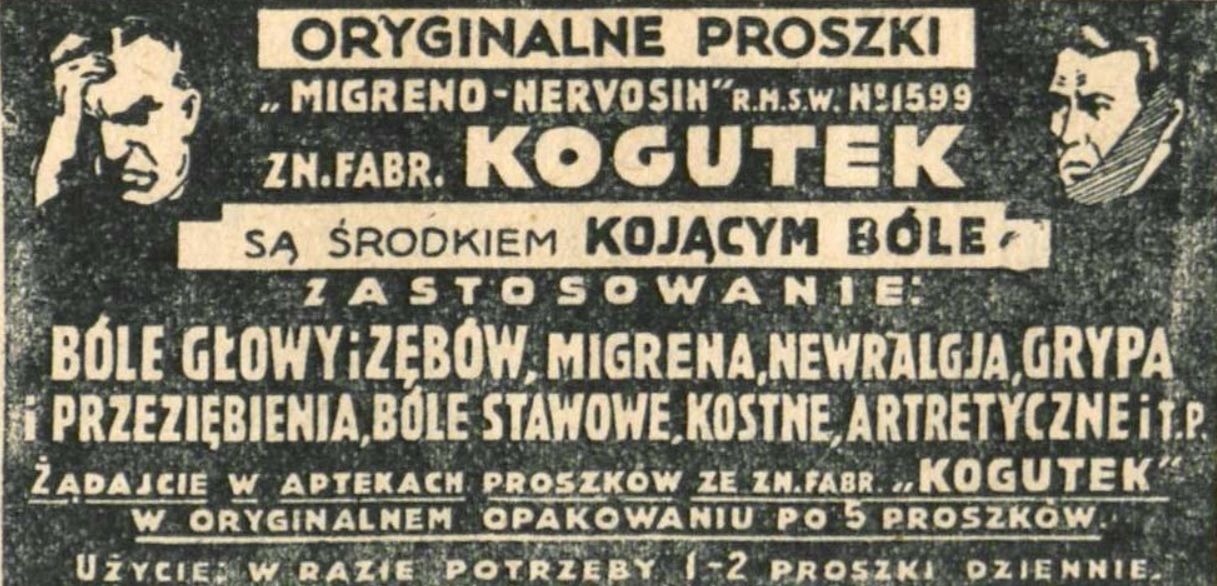 ORYGINALNE PROSZKI
„MIGRENO-NERVOSIN" R.M.S.W. № 1599
ZN. FABR. KOGUTEK
SĄ ŚRODKIEM KOJĄCYM BÓLE
ZASTOSOWANIE:
BÓLE GŁOWY i ZĘBÓW, MIGRENA, NEWRALGJA, GRYPA
i PRZEZIĘBIENIA, BÓLE STAWOWE, KOSTNE, ARTRETYCZNE i T.P.
ŻĄDAJCIE W APTEKACH PROSZKÓW ZE ZN. FABR. „KOGUTEK"
W ORYGINALNEM OPAKOWANIU PO 5 PROSZKÓW.
UŻYCIE: W RAZIE POTRZEBY 1-2 PROSZKI DZIENNIE.